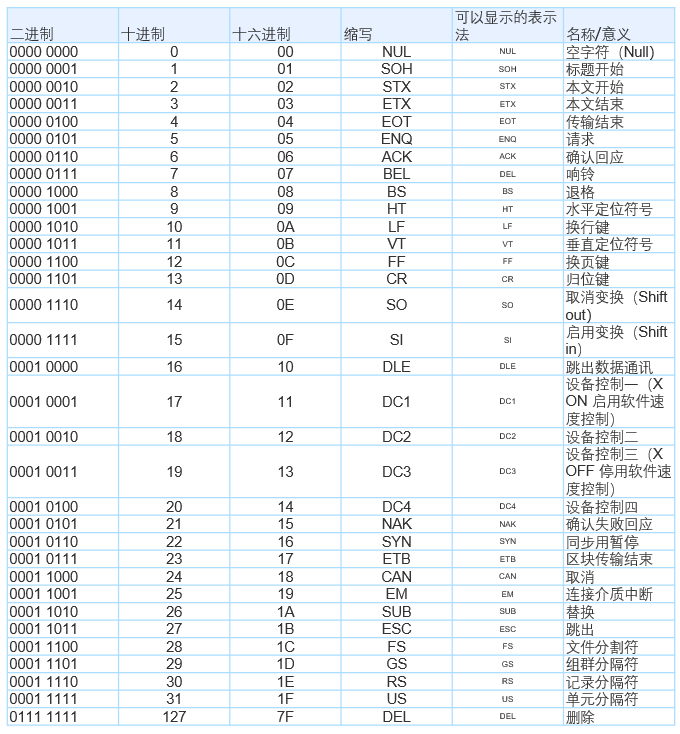 二进制 十进制 十六进制 缩写 可以显示的表示法 名称/意义
0000 0000 0 00 NUL NUL 空字符（Null)
0000 0001 1 01 SOH SOH 标题开始
0000 0010 2 02 STX STX 本文开始
0000 0011 3 03 ETX ETX 本文结束
0000 0100 4 04 EOT EOT 传输结束
0000 0101 5 05 ENQ ENQ 请求
0000 0110 6 06 ACK ACK 确认回应
0000 0111 7 07 BEL DEL 响铃
0000 1000 8 08 BS BS 退格
0000 1001 9 09 HT HT 水平定位符号
0000 1010 10 0A LF LF 换行键
0000 1011 11 0B VT VT 垂直定位符号
0000 1100 12 0C FF FF 换页键
0000 1101 13 0D CR CR 归位键
0000 1110 14 0E SO SO 取消变换（Shift out)
0000 1111 15 0F SI SI 启用变换（Shift in）
0001 0000 16 10 DLE DLE 跳出数据通讯
0001 0001 17 11 DC1 DC1 设备控制一（XON 启用软件速度控制）
0001 0010 18 12 DC2 DC2 设备控制二
0001 0011 19 13 DC3 DC3 设备控制三（XOFF 停用软件速度控制）
0001 0100 20 14 DC4 DC4 设备控制四
0001 0101 21 15 NAK NAK 确认失败回应
0001 0110 22 16 SYN SYN 同步用暂停
0001 0111 23 17 ETB ETB 区块传输结束
0001 1000 24 18 CAN CAN 取消
0001 1001 25 19 EM EM 连接介质中断
0001 1010 26 1A SUB SUB 替换
0001 1011 27 1B ESC ESC 跳出
0001 1100 28 1C FS FS 文件分割符
0001 1101 29 1D GS GS 组群分隔符
0001 1110 30 1E RS RS 记录分隔符
0001 1111 31 1F US US 单元分隔符
0111 1111 127 7F DEL DEL 删除